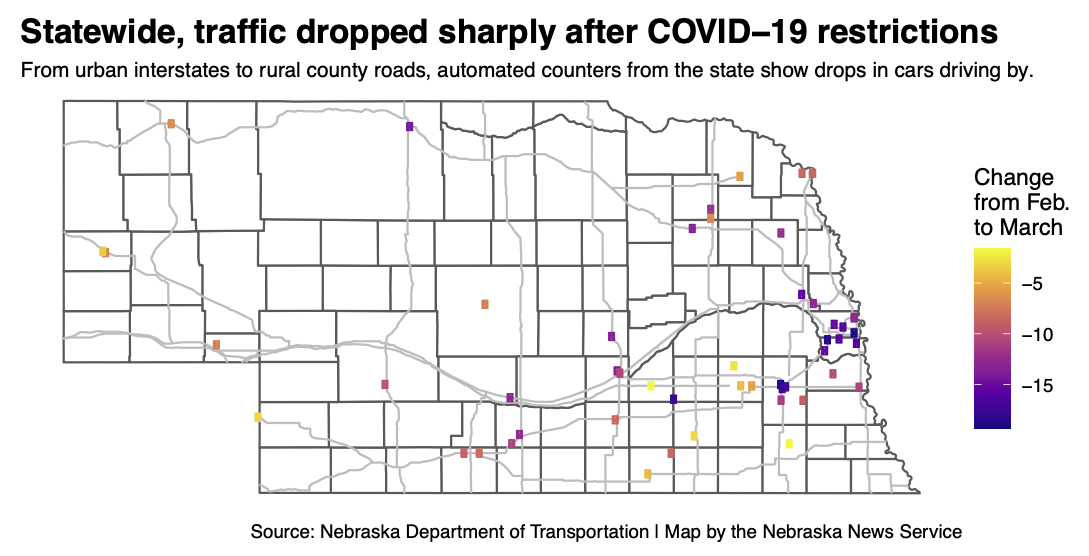 Statewide, traffic dropped sharply after COVID–19 restrictions
From urban interstates to rural county roads, automated counters from the state show drops in cars driving by.
Change
from Feb.
to March
−5
−10
−15
Source: Nebraska Department of Transportation | Map by the Nebraska News Service